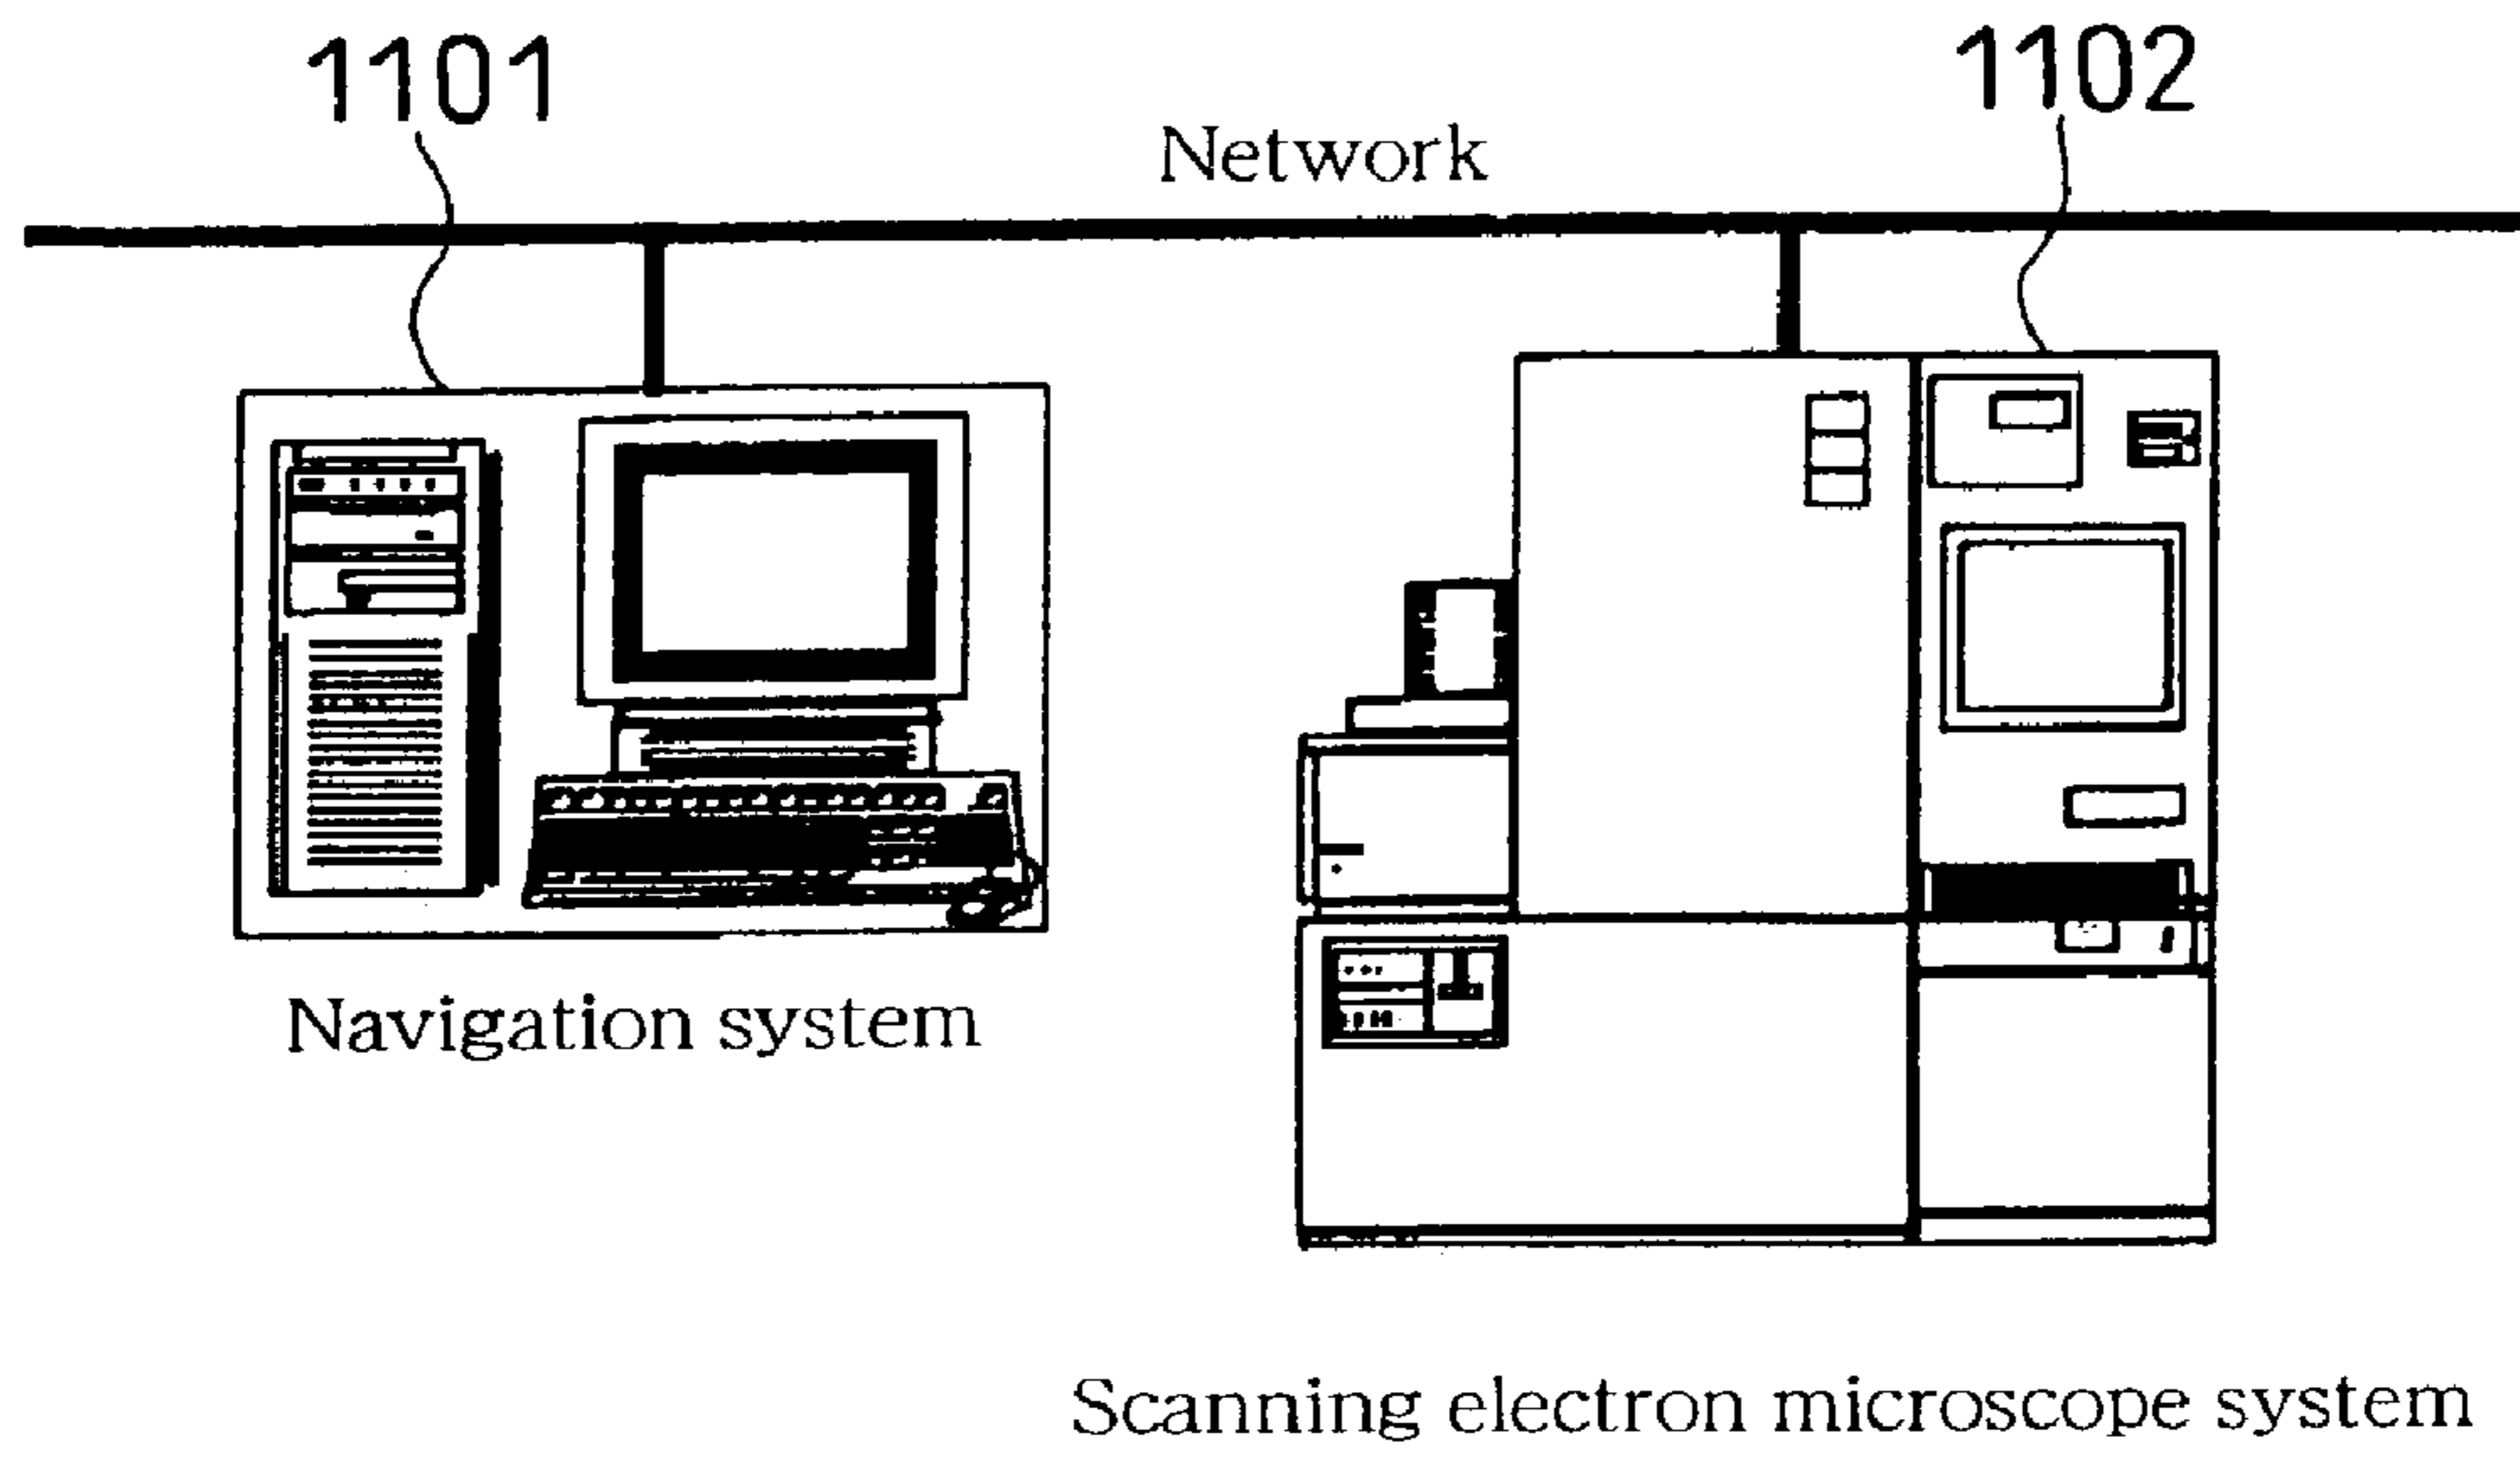 1101
1102
Network
Navigation system
Scanning electron microscope system